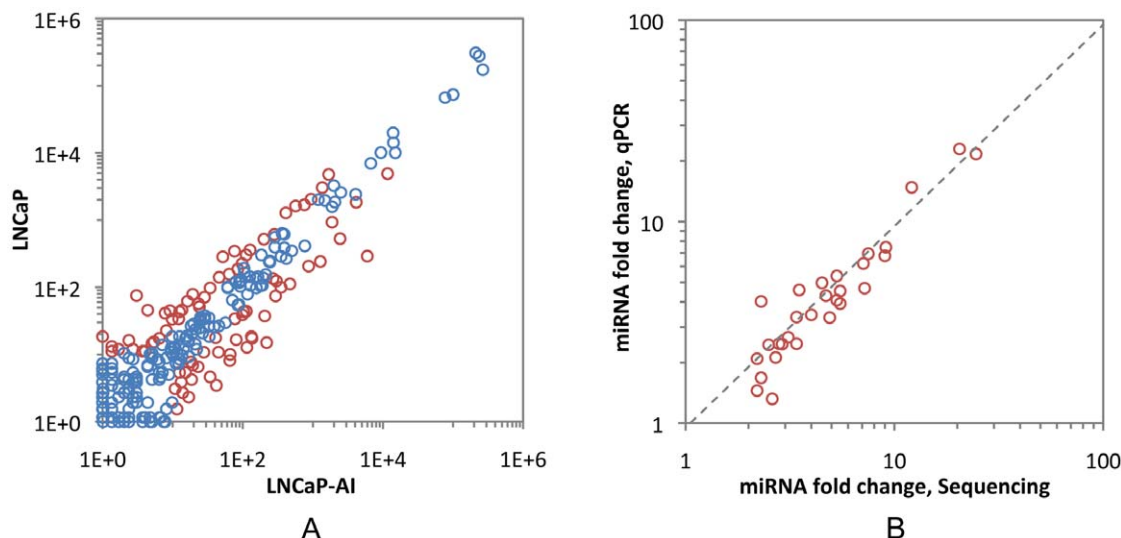 1E+6
1E+4
1E+2
1E+0
LNCaP
1E+0 1E+2 1E+4 1E+6
LNCaP-AI
A
100
10
1
miRNA fold change, qPCR
1 10 100
miRNA fold change, Sequencing
B